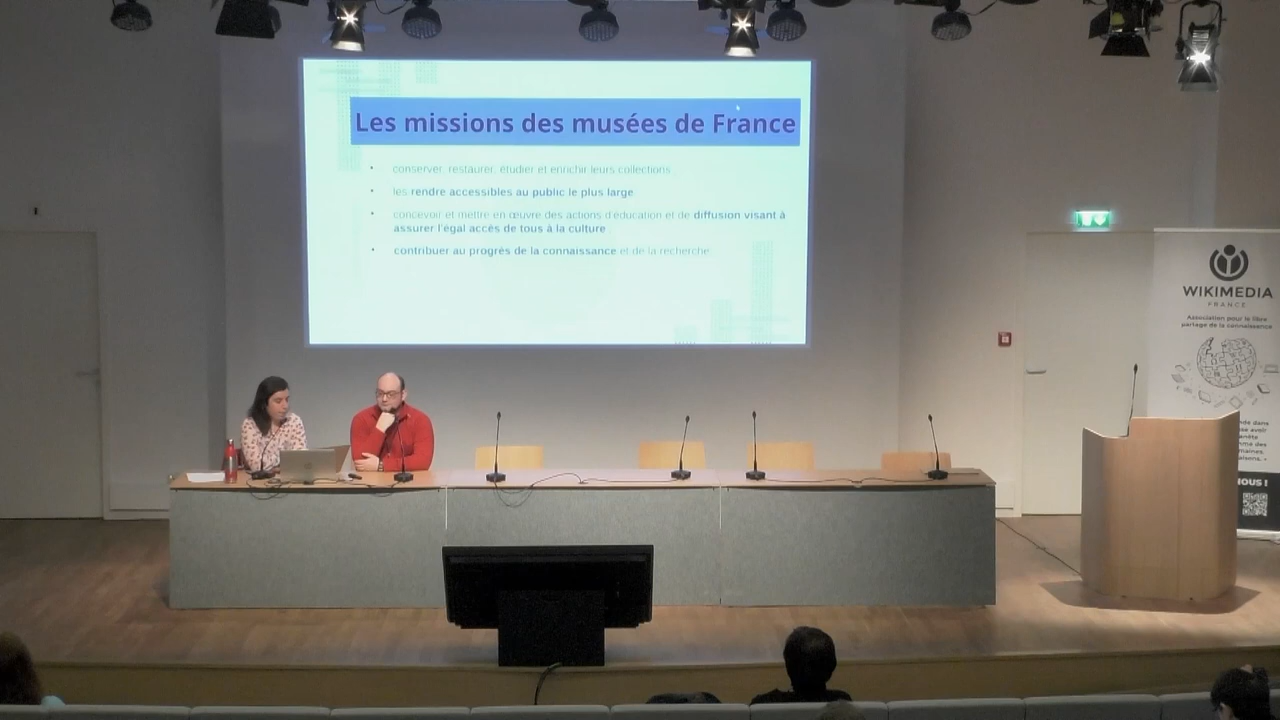 Les missions des musées de France
• conserver, restaurer, étudier et enrichir leurs collections
• les rendre accessibles au public le plus large
• concevoir et mettre en œuvre des actions d'éducation et de diffusion visant à
assurer l'égal accès de tous à la culture
• contribuer au progrès de la connaissance et de la recherche
WIKIMEDIA
FRANCE
Association pour le libre
partage de la connaissance
NOUS !